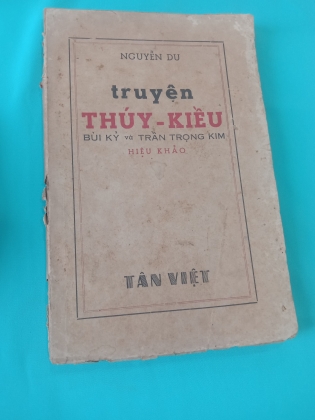 NGUYỄN DU
truyện
THÚY-KIỀU
BÙI KỶ và TRẦN TRỌNG KIM
HIỆU KHẢO
TÂN VIỆT